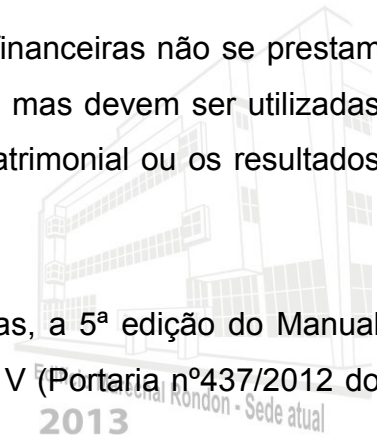 financeiras não se prestam
mas devem ser utilizadas
atrimonial ou os resultados
as, a 5ª edição do Manual
V (Portaria nº437/2012 do
Rondon - Sede atual
2013